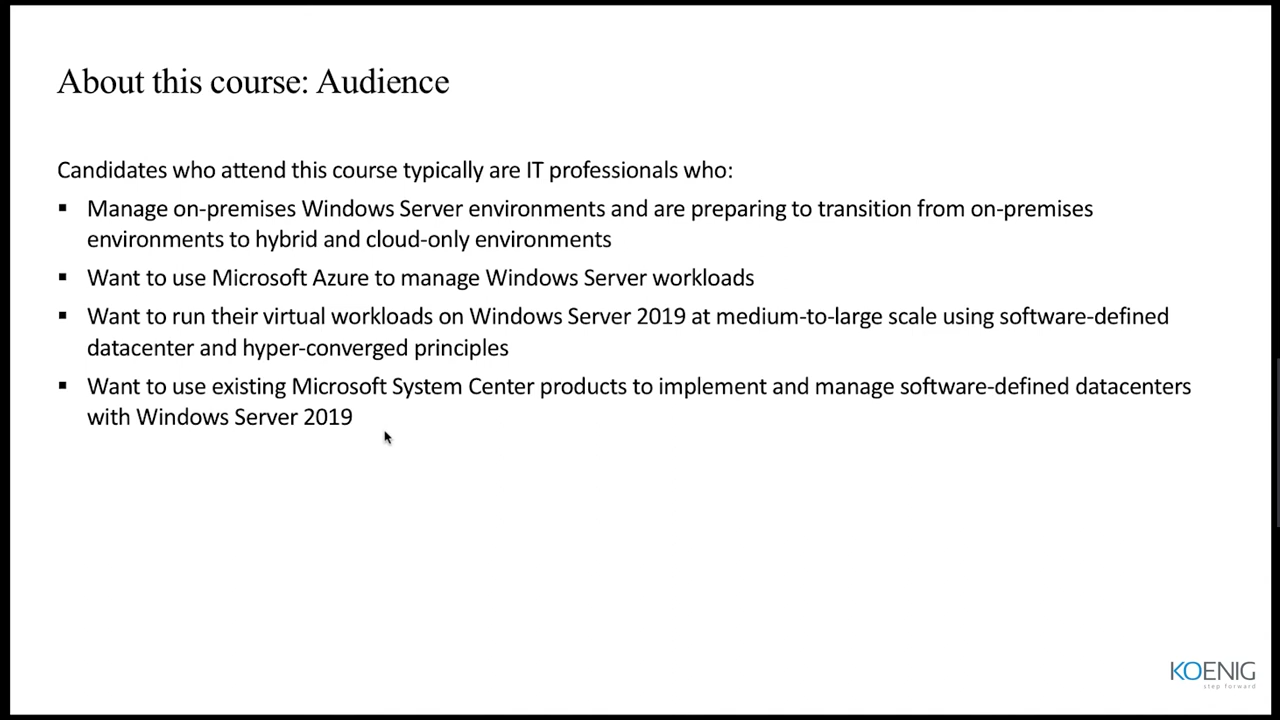 About this course: Audience
Candidates who attend this course typically are IT professionals who:
▪ Manage on-premises Windows Server environments and are preparing to transition from on-premises
environments to hybrid and cloud-only environments
▪ Want to use Microsoft Azure to manage Windows Server workloads
▪ Want to run their virtual workloads on Windows Server 2019 at medium-to-large scale using software-defined
datacenter and hyper-converged principles
▪ Want to use existing Microsoft System Center products to implement and manage software-defined datacenters
with Windows Server 2019
KOENIG
step forward